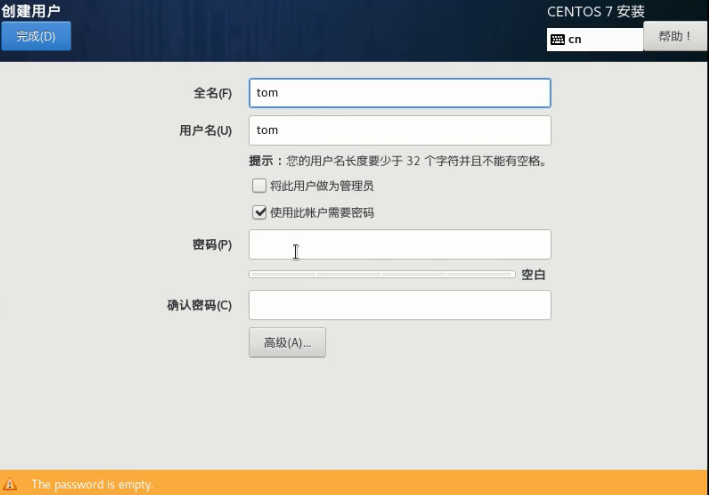 创建用户
CENTOS 7 安装
完成(D)
cn
帮助！
全名(F)
tom
用户名(U)
tom
提示：您的用户名长度要少于 32 个字符并且不能有空格。
将此用户做为管理员
使用此帐户需要密码
密码(P)
空白
确认密码(C)
高级(A)...
The password is empty.